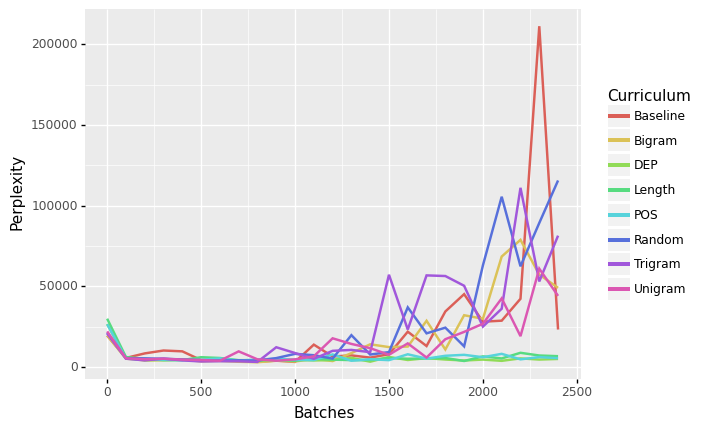 200000
150000
100000
50000
0
Perplexity
0
500
1000
1500
2000
2500
Batches
Curriculum
Baseline
Bigram
DEP
Length
POS
Random
Trigram
Unigram